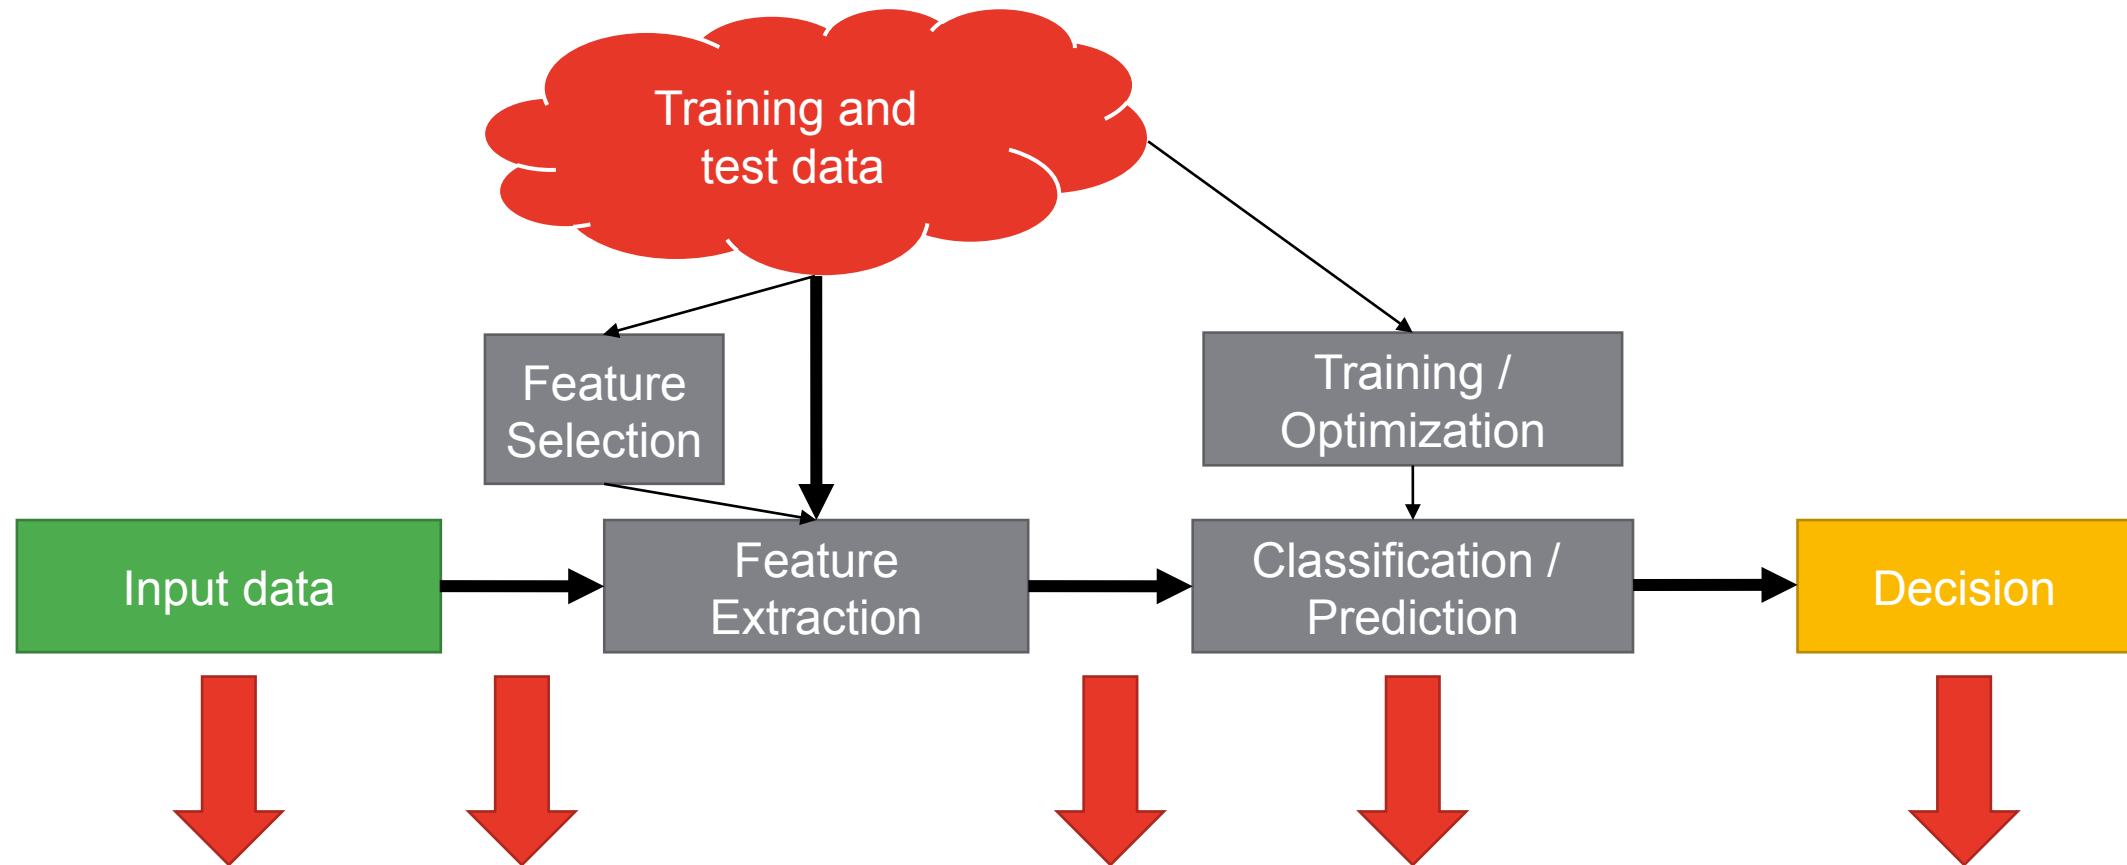 Training and
test data
Feature
Selection
Training /
Optimization
Input data
Feature
Extraction
Classification /
Prediction
Decision